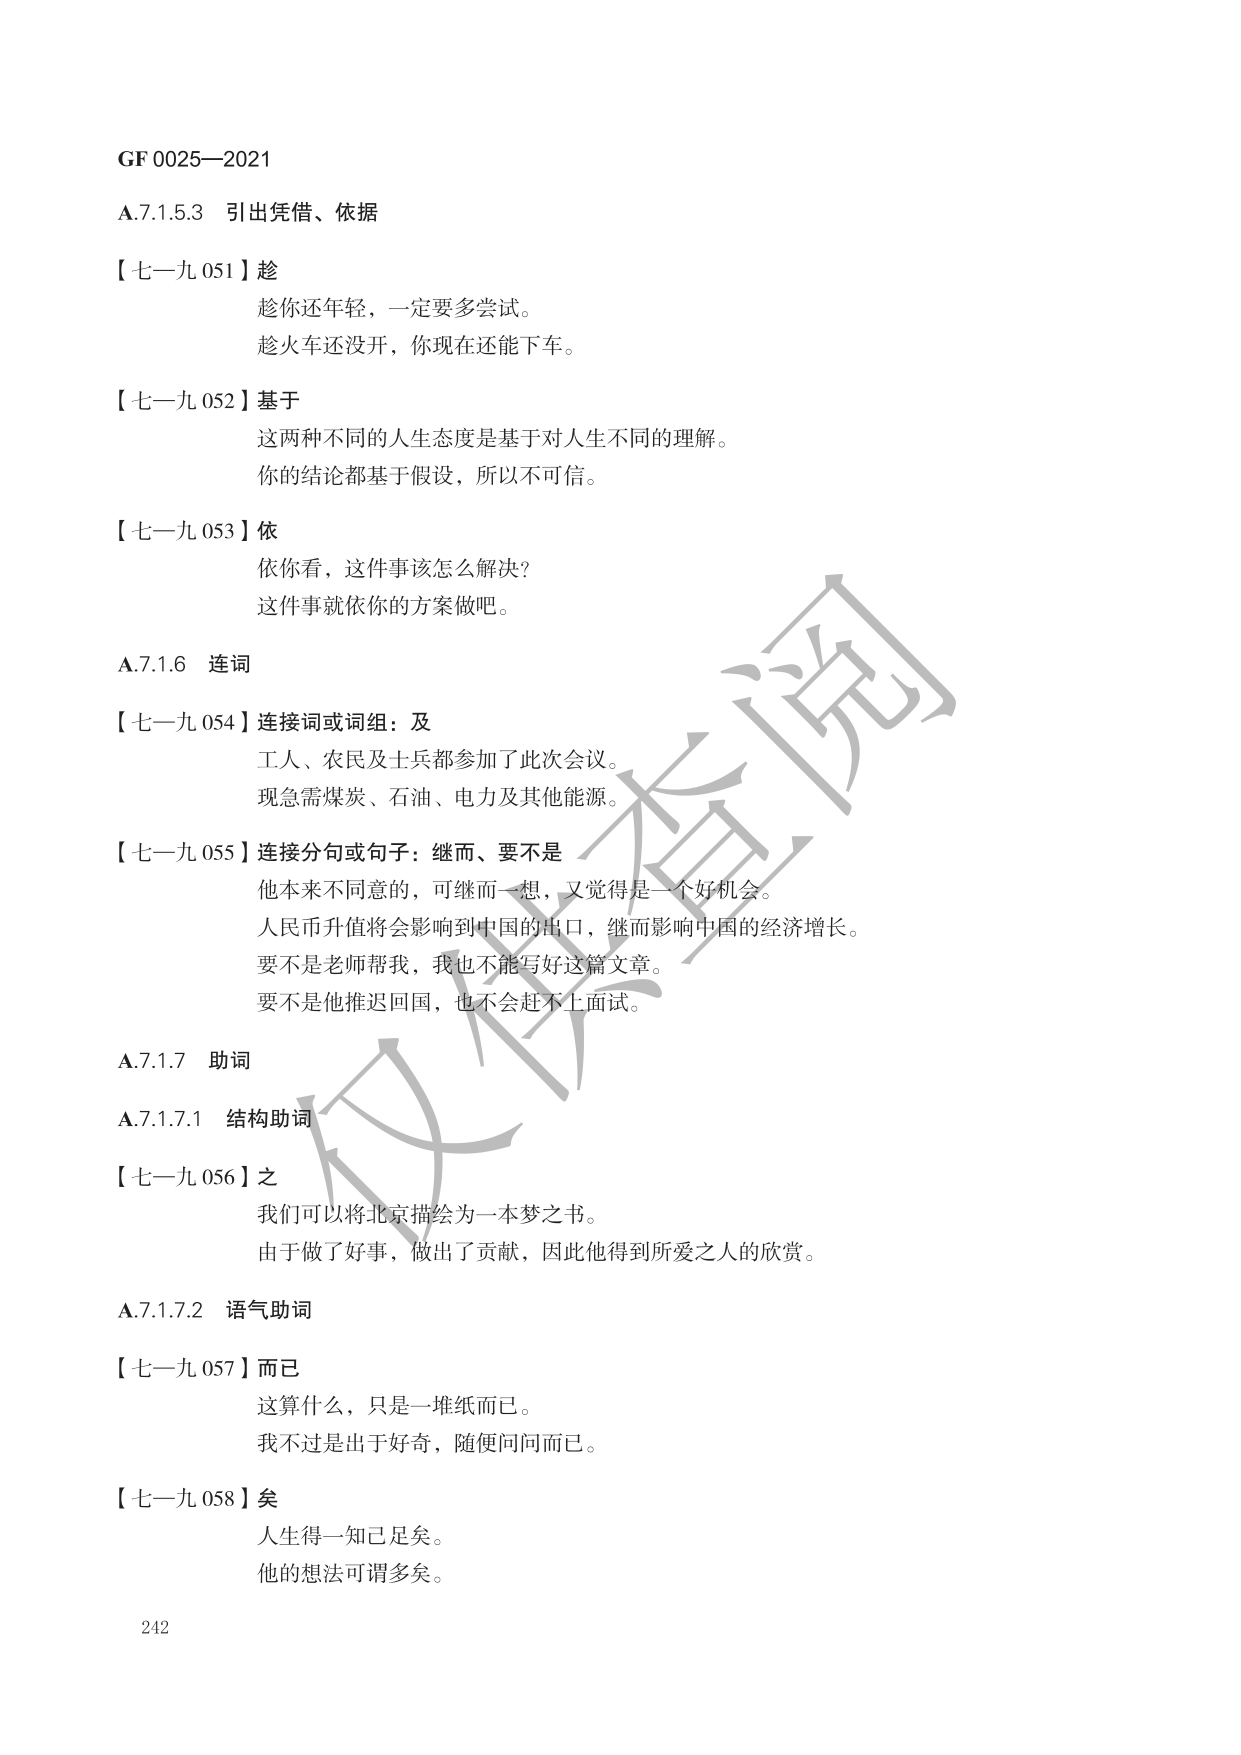 GF 0025—2021
A.7.1.5.3 引出凭借、依据
【七—九 051】趁
趁你还年轻，一定要多尝试。
趁火车还没开，你现在还能下车。
【七—九 052】基于
这两种不同的人生态度是基于对人生不同的理解。
你的结论都基于假设，所以不可信。
【七—九 053】依
依你看，这件事该怎么解决？
这件事就依你的方案做吧。
A.7.1.6 连词
【七—九 054】连接词或词组：及
工人、农民及士兵都参加了此次会议。
现急需煤炭、石油、电力及其他能源。
【七—九 055】连接分句或句子：继而、要不是
他本来不同意的，可继而一想，又觉得是一个好机会。
人民币升值将会影响到中国的出口，继而影响中国的经济增长。
要不是老师帮我，我也不能写好这篇文章。
要不是他推迟回国，也不会赶不上面试。
A.7.1.7 助词
A.7.1.7.1 结构助词
【七—九 056】之
我们可以将北京描绘为一本梦之书。
由于做了好事，做出了贡献，因此他得到所爱之人的欣赏。
A.7.1.7.2 语气助词
【七—九 057】而已
这算什么，只是一堆纸而已。
我不过是出于好奇，随便问问而已。
【七—九 058】矣
人生得一知己足矣。
他的想法可谓多矣。
242
仅供查阅